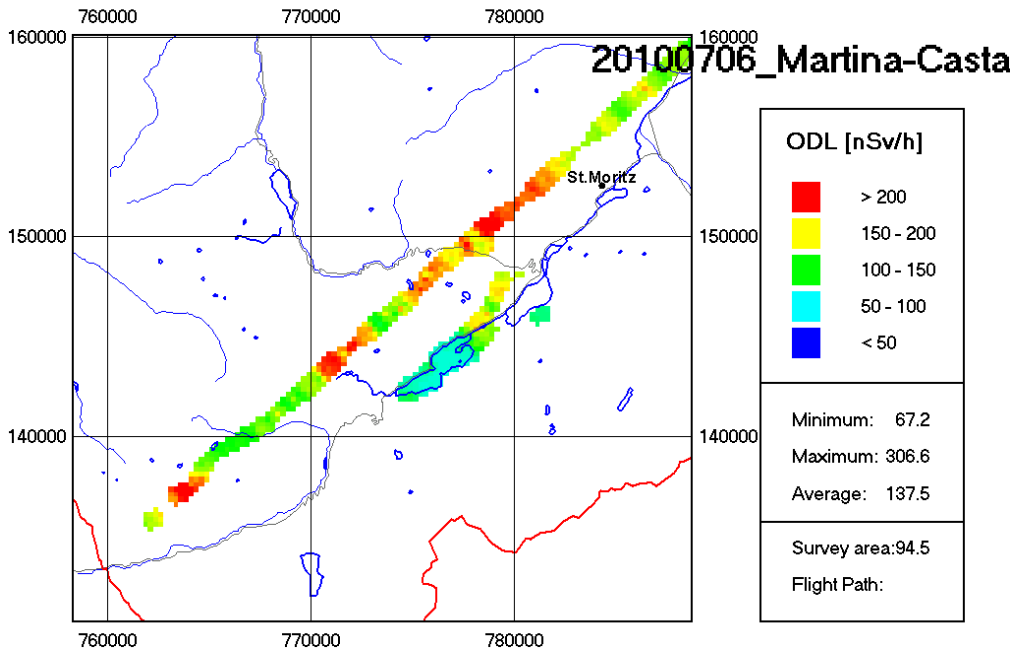 760000 770000 780000
160000 160000
20100706_Martina-Casta
ODL [nSv/h]
> 200
150 - 200
100 - 150
50 - 100
< 50
St.Moritz
150000 150000
140000 140000
Minimum: 67.2
Maximum: 306.6
Average: 137.5
Survey area:94.5
Flight Path:
760000 770000 780000